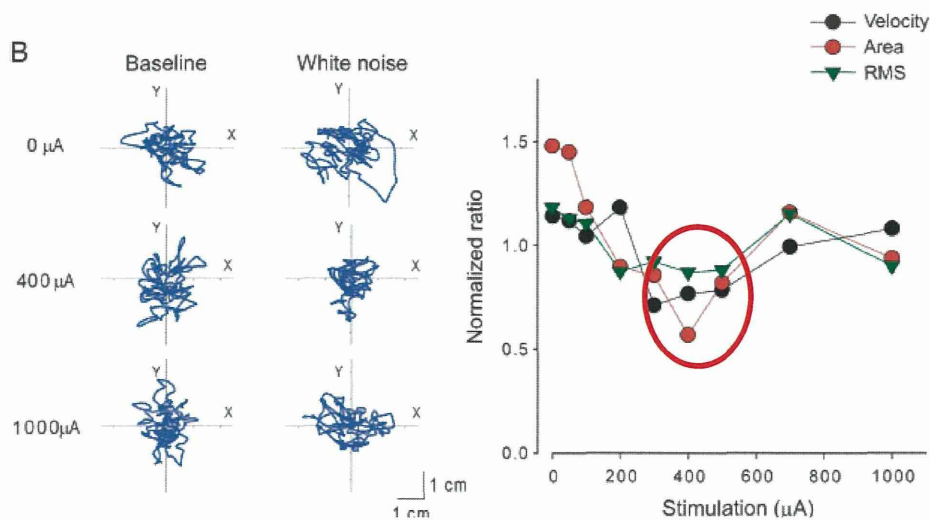 B
Baseline
White noise
Y
X
Y
X
0 µA
Y
X
Y
X
400 µA
Y
X
Y
X
1000µA
1 cm
1 cm
Velocity
Area
RMS
Normalized ratio
1.5
1.0
0.5
0.0
0
200
400
600
800
1000
Stimulation (µA)